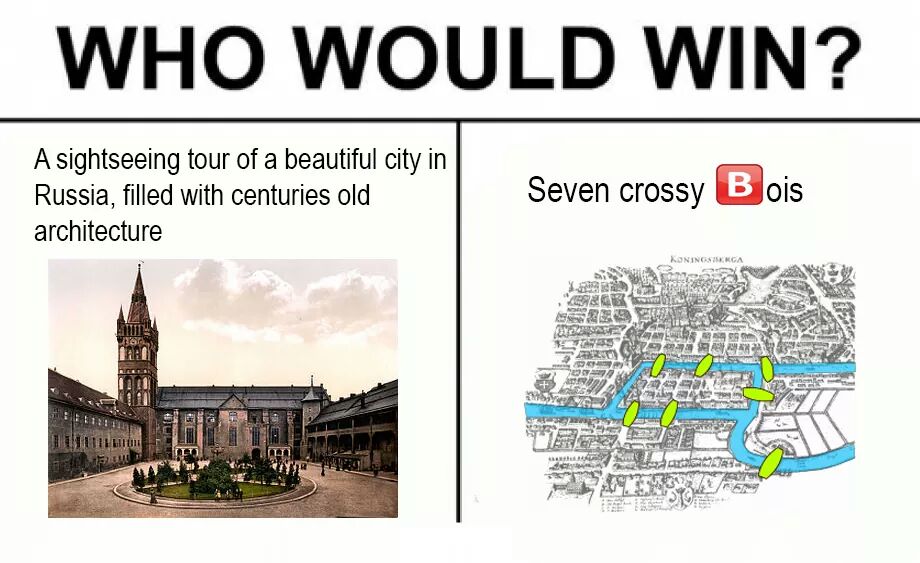 WHO WOULD WIN?
A sightseeing tour of a beautiful city in
Russia, filled with centuries old
architecture
Seven crossy 🅱ois
KONINGSBERGA